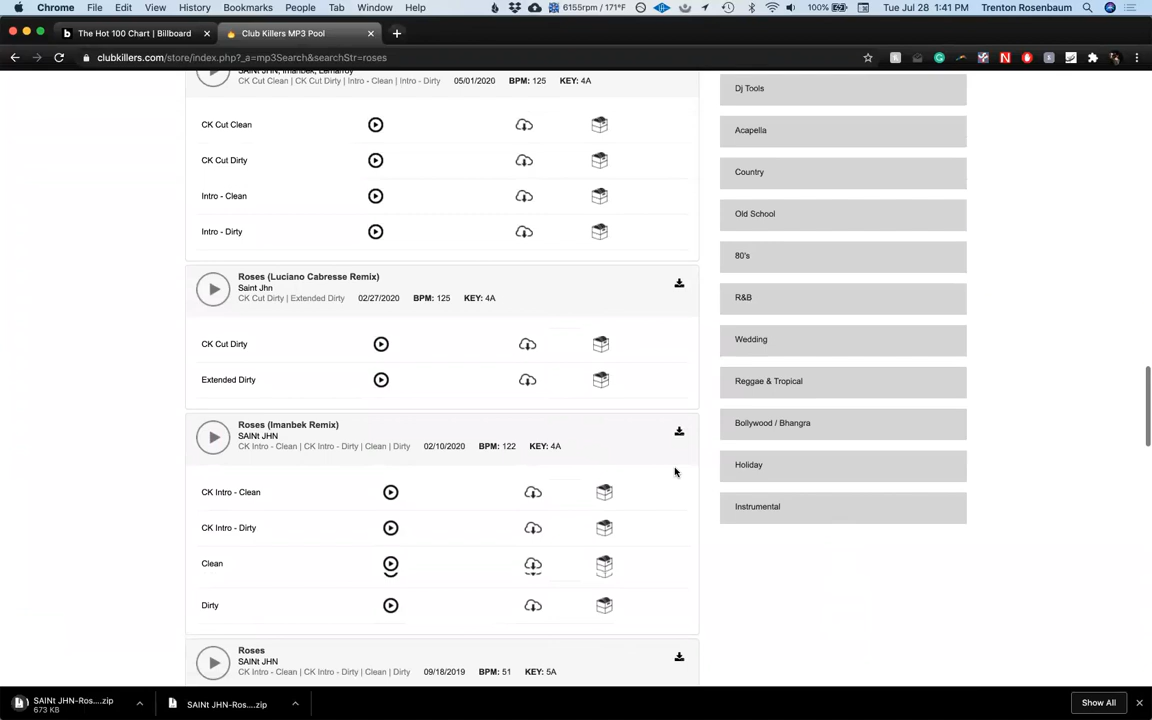 Chrome File Edit View History Bookmarks People Tab Window Help 6155rpm / 171°F 100% Tue Jul 28 1:41 PM Trenton Rosenbaum
The Hot 100 Chart | Billboard Club Killers MP3 Pool
clubkillers.com/store/index.php?_a=mp3Search&searchStr=roses
CK Cut Clean | CK Cut Dirty | Intro - Clean | Intro - Dirty 05/01/2020 BPM: 125 KEY: 4A
CK Cut Clean
CK Cut Dirty
Intro - Clean
Intro - Dirty
Roses (Luciano Cabresse Remix)
Saint Jhn
CK Cut Dirty | Extended Dirty 02/27/2020 BPM: 125 KEY: 4A
CK Cut Dirty
Extended Dirty
Roses (Imanbek Remix)
SAINt JHN
CK Intro - Clean | CK Intro - Dirty | Clean | Dirty 02/10/2020 BPM: 122 KEY: 4A
CK Intro - Clean
CK Intro - Dirty
Clean
Dirty
Roses
SAINt JHN
CK Intro - Clean | CK Intro - Dirty | Clean | Dirty 09/18/2019 BPM: 51 KEY: 5A
Dj Tools
Acapella
Country
Old School
80's
R&B
Wedding
Reggae & Tropical
Bollywood / Bhangra
Holiday
Instrumental
SAINt JHN-Ros....zip
673 KB
SAINt JHN-Ros....zip
Show All